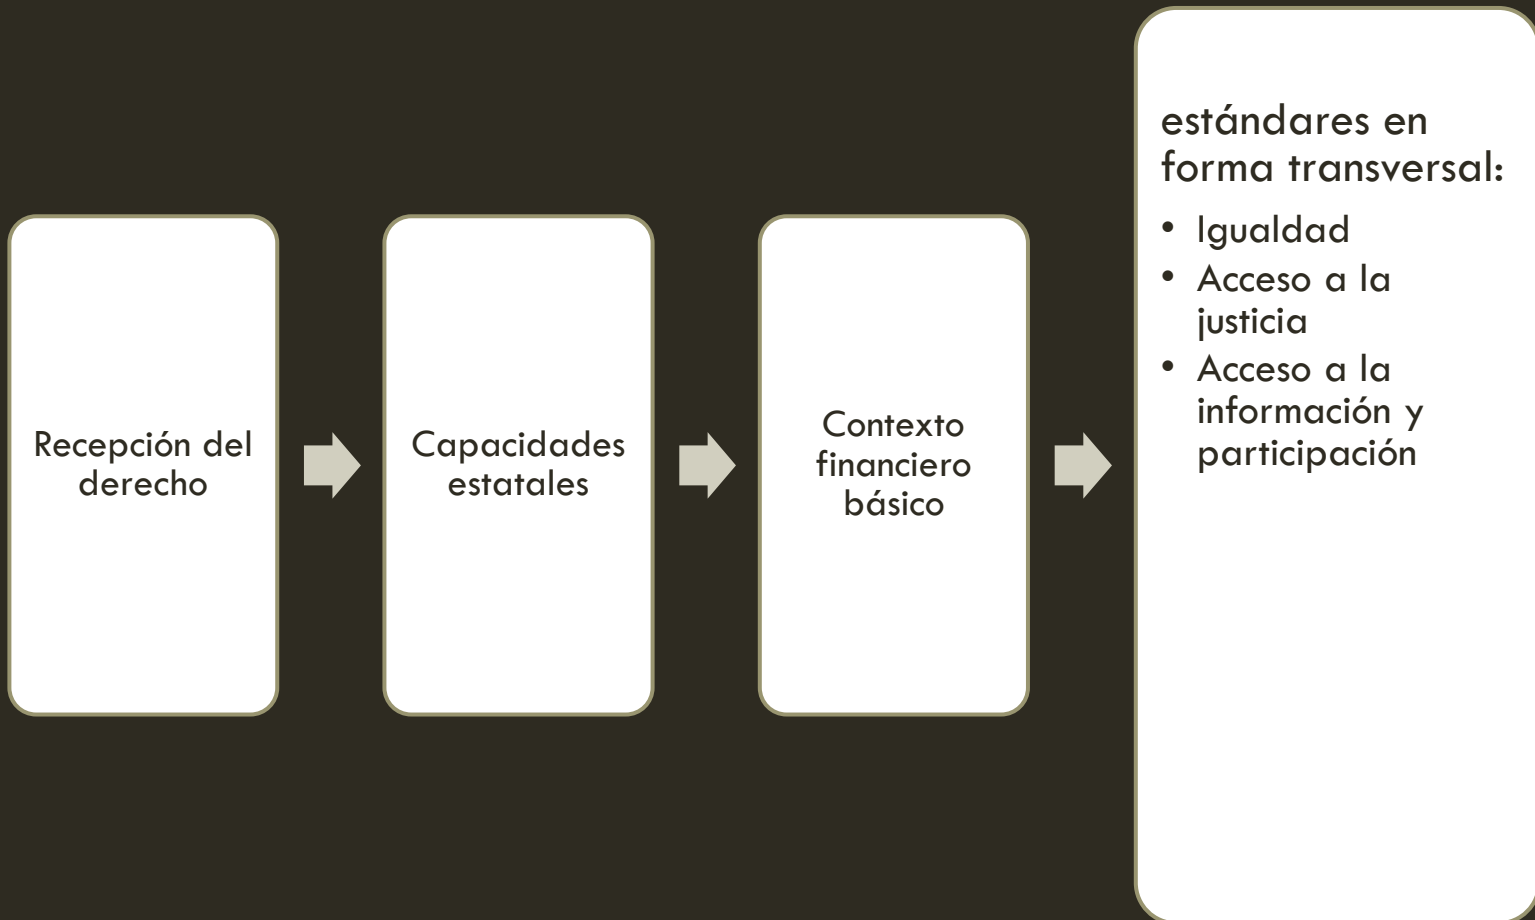 Recepción del
derecho
Capacidades
estatales
Contexto
financiero
básico
estándares en
forma transversal:
• Igualdad
• Acceso a la
justicia
• Acceso a la
información y
participación